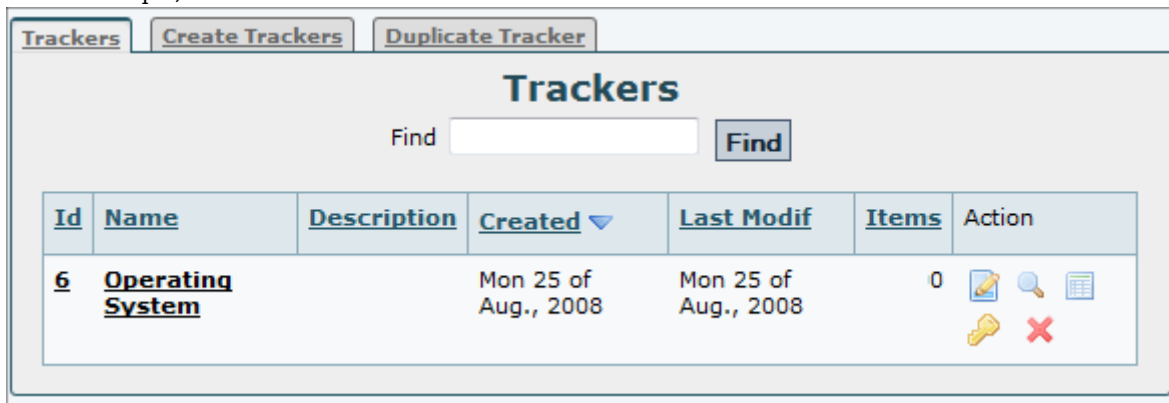 Trackers Create Trackers Duplicate Tracker
Trackers
Find Find
Id Name Description Created Last Modif Items Action
6 Operating Mon 25 of Mon 25 of 0
System Aug., 2008 Aug., 2008